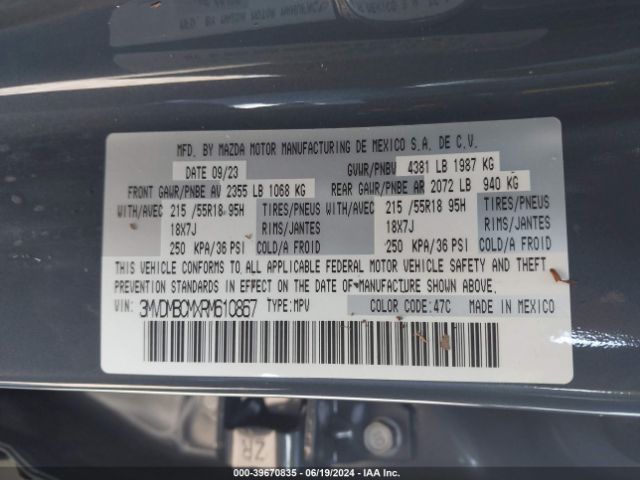 MFD. BY MAZDA MOTOR MANUFACTURING DE MEXICO S.A. DE C.V.
DATE 09/23 GVWR/PNBV 4381 LB 1987 KG
FRONT GAWR/PNBE AV 2355 LB 1068 KG REAR GAWR/PNBE AR 2072 LB 940 KG
WITH/AVEC 215 /55R18 95H TIRES/PNEUS WITH/AVEC 215 /55R18 95H TIRES/PNEUS
18X7J RIMS/JANTES 18X7J RIMS/JANTES
250 KPA/36 PSI COLD/A FROID 250 KPA/36 PSI COLD/A FROID
THIS VEHICLE CONFORMS TO ALL APPLICABLE FEDERAL MOTOR VEHICLE SAFETY AND THEFT
PREVENTION STANDARDS IN EFFECT ON THE DATE OF MANUFACTURE SHOWN ABOVE.
VIN: 3MVDMBCMXRM610867 TYPE:MPV COLOR CODE:47C MADE IN MEXICO
ZR
000-39670835 - 06/19/2024 - IAA Inc.